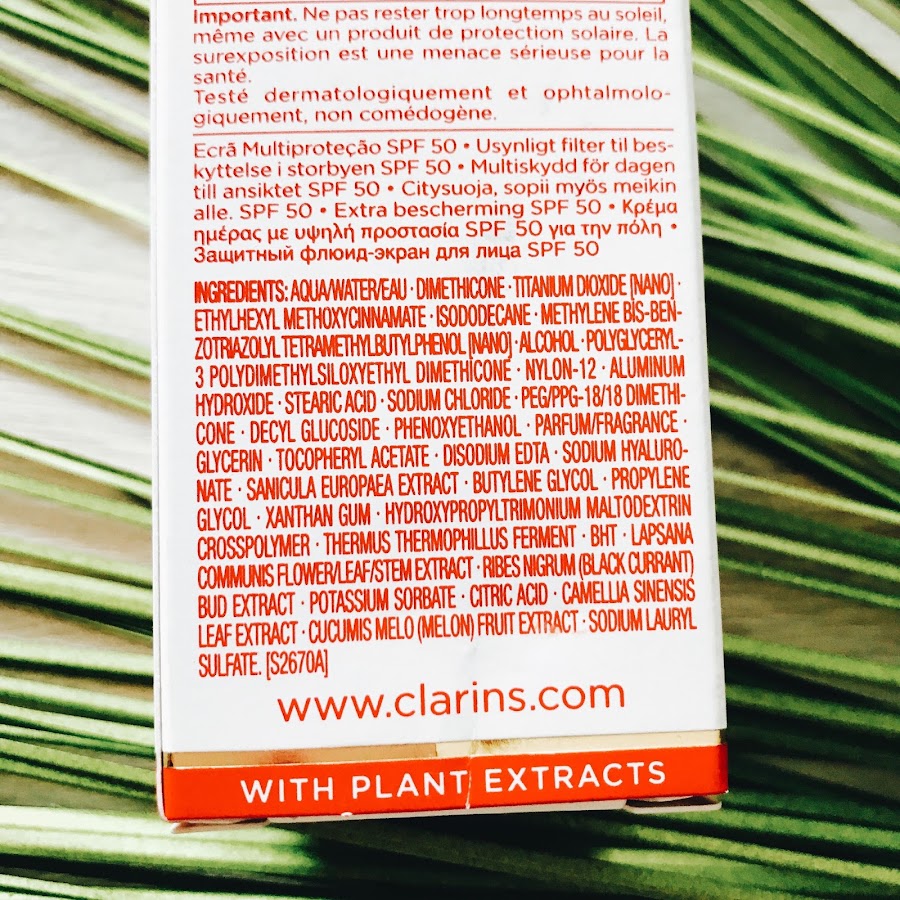 Important. Ne pas rester trop longtemps au soleil,
même avec un produit de protection solaire. La
surexposition est une menace sérieuse pour la
santé.
Testé dermatologiquement et ophtalmolo-
giquement, non comédogène.
Ecrã Multiproteção SPF 50 • Usynligt filter til bes-
kyttelse i storbyen SPF 50 • Multiskydd för dagen
till ansiktet SPF 50 • Citysuoja, sopii myös meikin
alle. SPF 50 • Extra bescherming SPF 50 • Κρέμα
ημέρας με υψηλή προστασία SPF 50 για την πόλη •
Защитный флюид-экран для лица SPF 50
INGREDIENTS: AQUA/WATER/EAU · DIMETHICONE · TITANIUM DIOXIDE [NANO] ·
ETHYLHEXYL METHOXYCINNAMATE · ISODODECANE · METHYLENE BIS-BEN-
ZOTRIAZOLYL TETRAMETHYLBUTYLPHENOL [NANO] · ALCOHOL · POLYGLYCERYL-
3 POLYDIMETHYLSILOXYETHYL DIMETHICONE · NYLON-12 · ALUMINUM
HYDROXIDE · STEARIC ACID · SODIUM CHLORIDE · PEG/PPG-18/18 DIMETHI-
CONE · DECYL GLUCOSIDE · PHENOXYETHANOL · PARFUM/FRAGRANCE ·
GLYCERIN · TOCOPHERYL ACETATE · DISODIUM EDTA · SODIUM HYALURO-
NATE · SANICULA EUROPAEA EXTRACT · BUTYLENE GLYCOL · PROPYLENE
GLYCOL · XANTHAN GUM · HYDROXYPROPYLTRIMONIUM MALTODEXTRIN
CROSSPOLYMER · THERMUS THERMOPHILLUS FERMENT · BHT · LAPSANA
COMMUNIS FLOWER/LEAF/STEM EXTRACT · RIBES NIGRUM (BLACK CURRANT)
BUD EXTRACT · POTASSIUM SORBATE · CITRIC ACID · CAMELLIA SINENSIS
LEAF EXTRACT · CUCUMIS MELO (MELON) FRUIT EXTRACT · SODIUM LAURYL
SULFATE. [S2670A]
www.clarins.com
WITH PLANT EXTRACTS